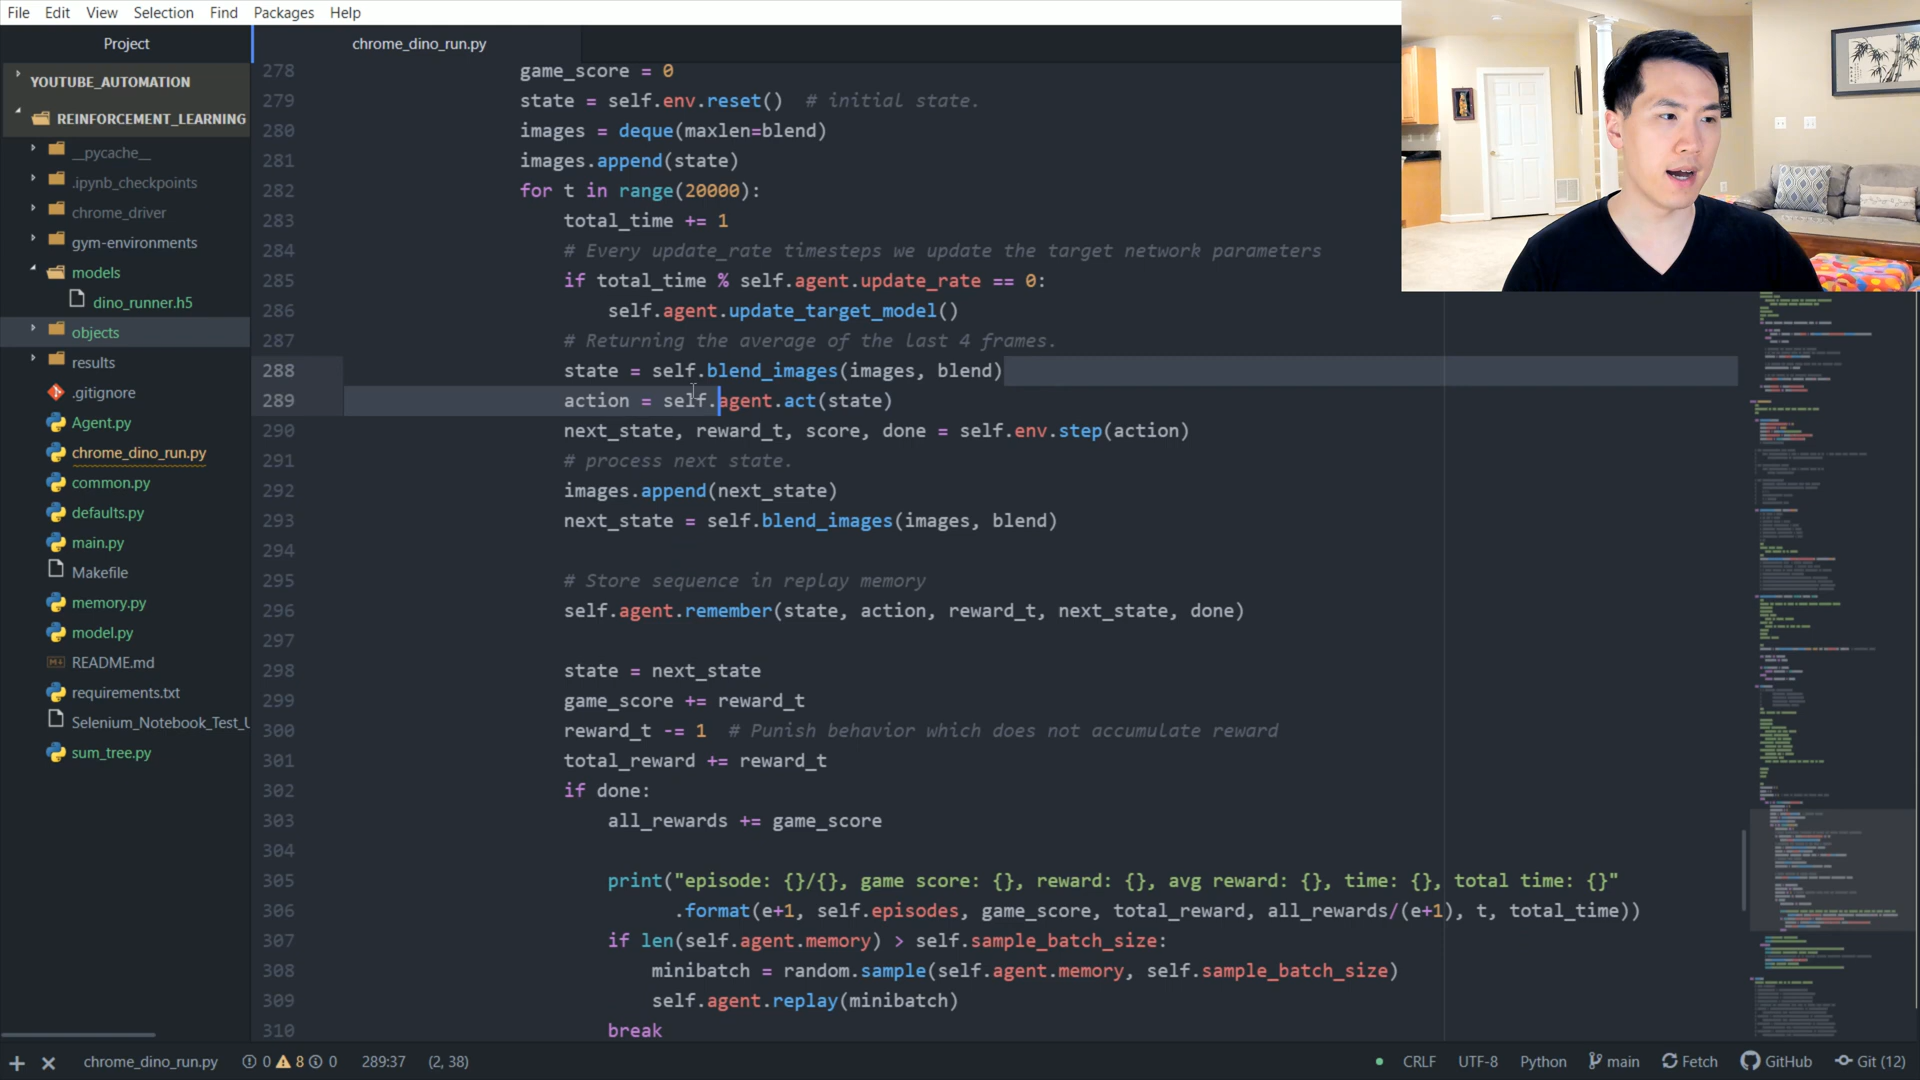 File Edit View Selection Find Packages Help
Project
chrome_dino_run.py
YOUTUBE_AUTOMATION
REINFORCEMENT_LEARNING
__pycache__
.ipynb_checkpoints
chrome_driver
gym-environments
models
dino_runner.h5
objects
results
.gitignore
Agent.py
chrome_dino_run.py
common.py
defaults.py
main.py
Makefile
memory.py
model.py
README.md
requirements.txt
Selenium_Notebook_Test_
sum_tree.py
278 game_score = 0
279 state = self.env.reset()  # initial state.
280 images = deque(maxlen=blend)
281 images.append(state)
282 for t in range(20000):
283 total_time += 1
284 # Every update_rate timesteps we update the target network parameters
285 if total_time % self.agent.update_rate == 0:
286 self.agent.update_target_model()
287 # Returning the average of the last 4 frames.
288 state = self.blend_images(images, blend)
289 action = self.agent.act(state)
290 next_state, reward_t, score, done = self.env.step(action)
291 # process next state.
292 images.append(next_state)
293 next_state = self.blend_images(images, blend)
294
295 # Store sequence in replay memory
296 self.agent.remember(state, action, reward_t, next_state, done)
297
298 state = next_state
299 game_score += reward_t
300 reward_t -= 1  # Punish behavior which does not accumulate reward
301 total_reward += reward_t
302 if done:
303 all_rewards += game_score
304
305 print("episode: {}/{}, game score: {}, reward: {}, avg reward: {}, time: {}, total time: {}"
306 .format(e+1, self.episodes, game_score, total_reward, all_rewards/(e+1), t, total_time))
307 if len(self.agent.memory) > self.sample_batch_size:
308 minibatch = random.sample(self.agent.memory, self.sample_batch_size)
309 self.agent.replay(minibatch)
310 break
chrome_dino_run.py 0 8 0 289:37 (2, 38) CRLF UTF-8 Python main Fetch GitHub Git (12)